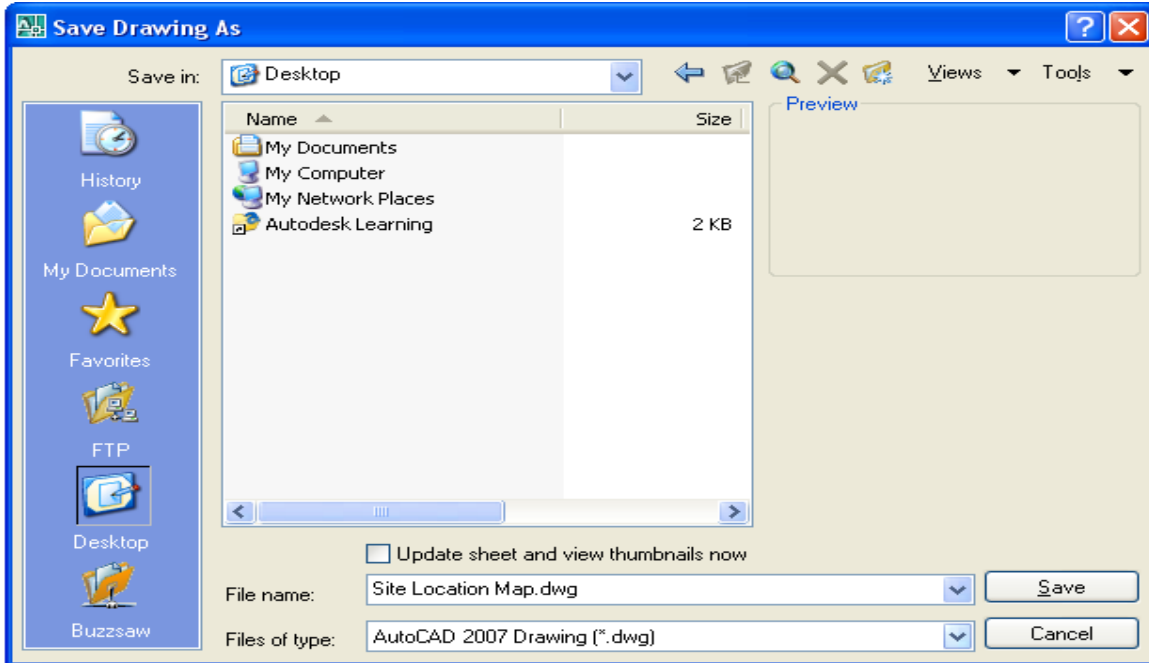 Save Drawing As
Save in:
Desktop
Views
Tools
History
My Documents
Favorites
FTP
Desktop
Buzzsaw
Name
Size
My Documents
My Computer
My Network Places
Autodesk Learning
2 KB
Preview
Update sheet and view thumbnails now
File name:
Site Location Map.dwg
Save
Files of type:
AutoCAD 2007 Drawing (*.dwg)
Cancel